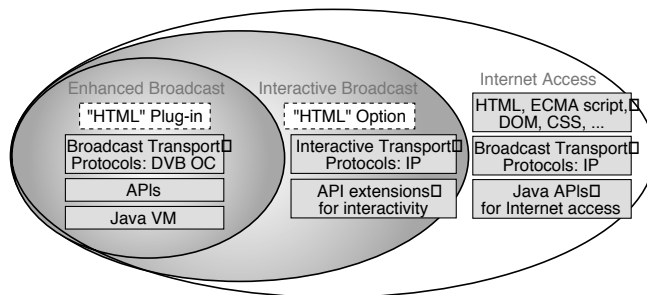 Enhanced Broadcast
"HTML" Plug-in
Broadcast Transport
Protocols: DVB OC
APIs
Java VM
Interactive Broadcast
"HTML" Option
Interactive Transport
Protocols: IP
API extensions
for interactivity
Internet Access
HTML, ECMA script,
DOM, CSS, ...
Broadcast Transport
Protocols: IP
Java APIs
for Internet access